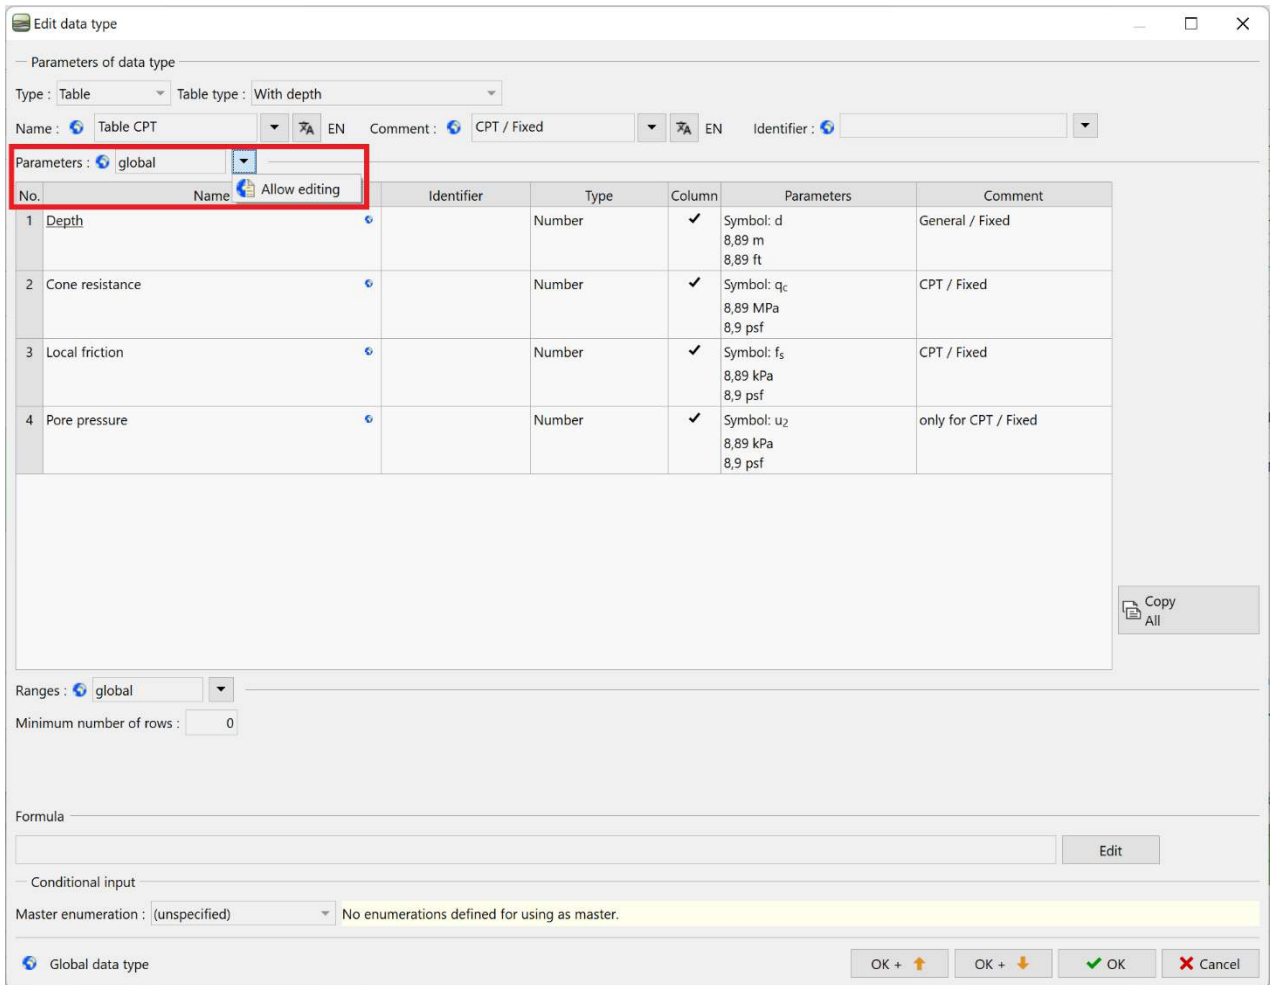 Edit data type
Parameters of data type
Type : Table Table type : With depth
Name : Table CPT EN Comment : CPT / Fixed EN Identifier :
Parameters : global
Allow editing
No. Name Identifier Type Column Parameters Comment
1 Depth Number ✓ Symbol: d General / Fixed
8,89 m
8,89 ft
2 Cone resistance Number ✓ Symbol: qc CPT / Fixed
8,89 MPa
8,9 psf
3 Local friction Number ✓ Symbol: fs CPT / Fixed
8,89 kPa
8,9 psf
4 Pore pressure Number ✓ Symbol: u2 only for CPT / Fixed
8,89 kPa
8,9 psf
Copy
All
Ranges : global
Minimum number of rows : 0
Formula
Edit
Conditional input
Master enumeration : (unspecified) No enumerations defined for using as master.
Global data type OK + OK + OK Cancel